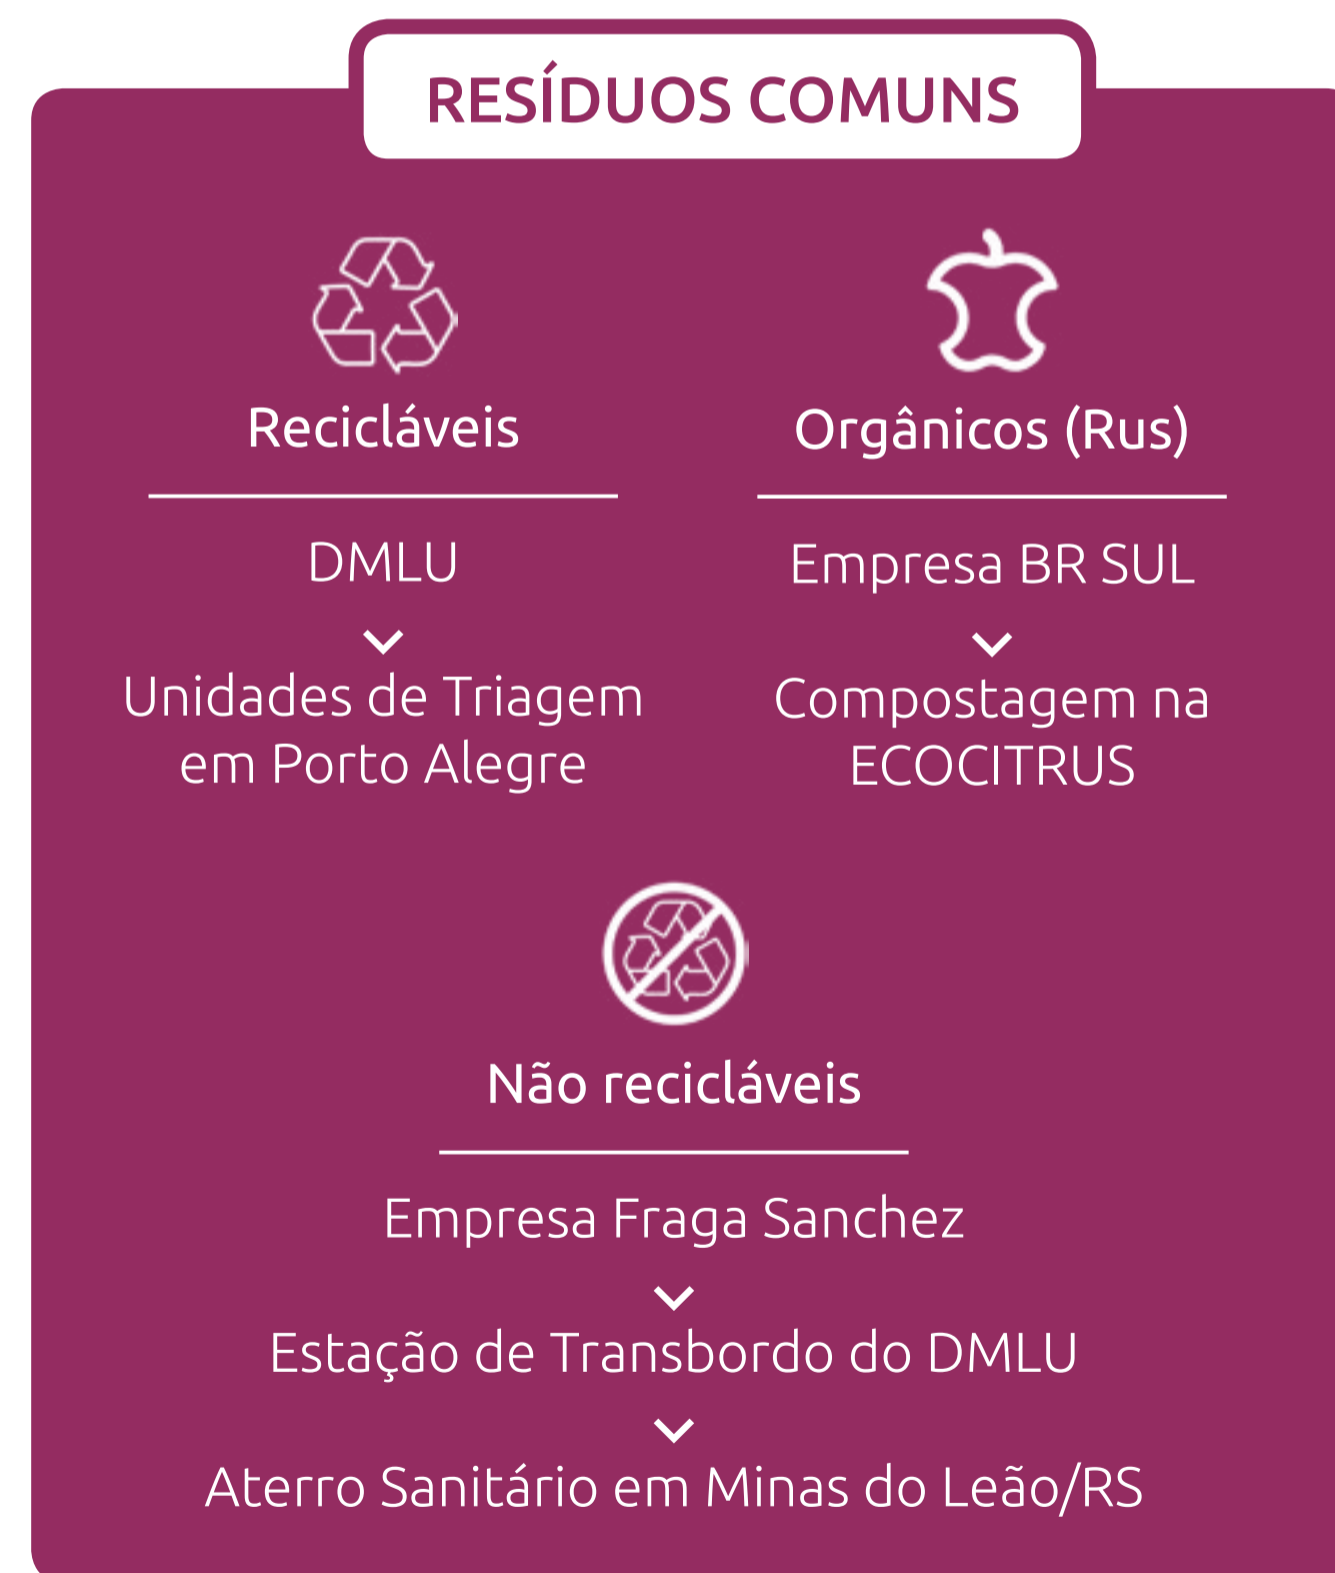 RESÍDUOS COMUNS
Recicláveis
DMLU
Unidades de Triagem
em Porto Alegre
Orgânicos (Rus)
Empresa BR SUL
Compostagem na
ECOCITRUS
Não recicláveis
Empresa Fraga Sanchez
Estação de Transbordo do DMLU
Aterro Sanitário em Minas do Leão/RS